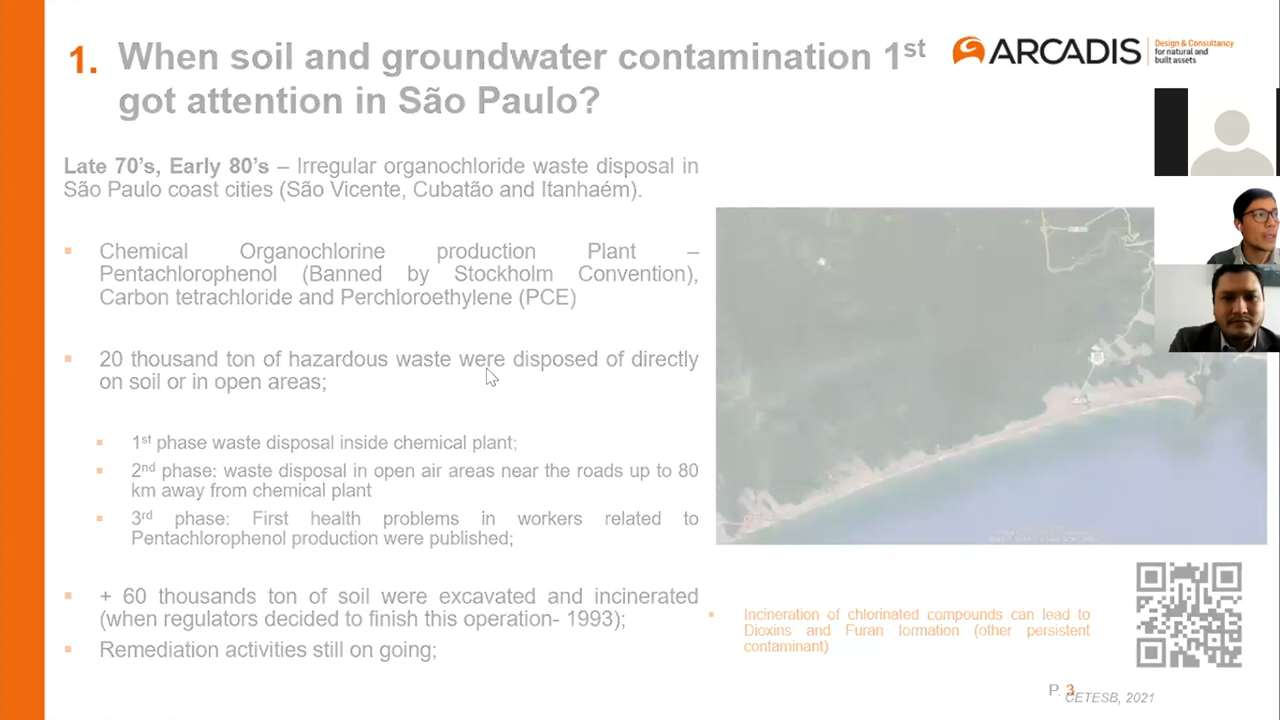 1. When soil and groundwater contamination 1st
got attention in São Paulo?
ARCADIS
Design & Consultancy
for natural and
built assets
Late 70's, Early 80's – Irregular organochloride waste disposal in
São Paulo coast cities (São Vicente, Cubatão and Itanhaém).
Chemical Organochlorine production Plant –
Pentachlorophenol (Banned by Stockholm Convention),
Carbon tetrachloride and Perchloroethylene (PCE)
20 thousand ton of hazardous waste were disposed of directly
on soil or in open areas;
1st phase waste disposal inside chemical plant;
2nd phase: waste disposal in open air areas near the roads up to 80
km away from chemical plant
3rd phase: First health problems in workers related to
Pentachlorophenol production were published;
+ 60 thousands ton of soil were excavated and incinerated
(when regulators decided to finish this operation- 1993);
Remediation activities still on going;
Incineration of chlorinated compounds can lead to
Dioxins and Furan formation (other persistent
contaminant)
P. 3
CETESB, 2021